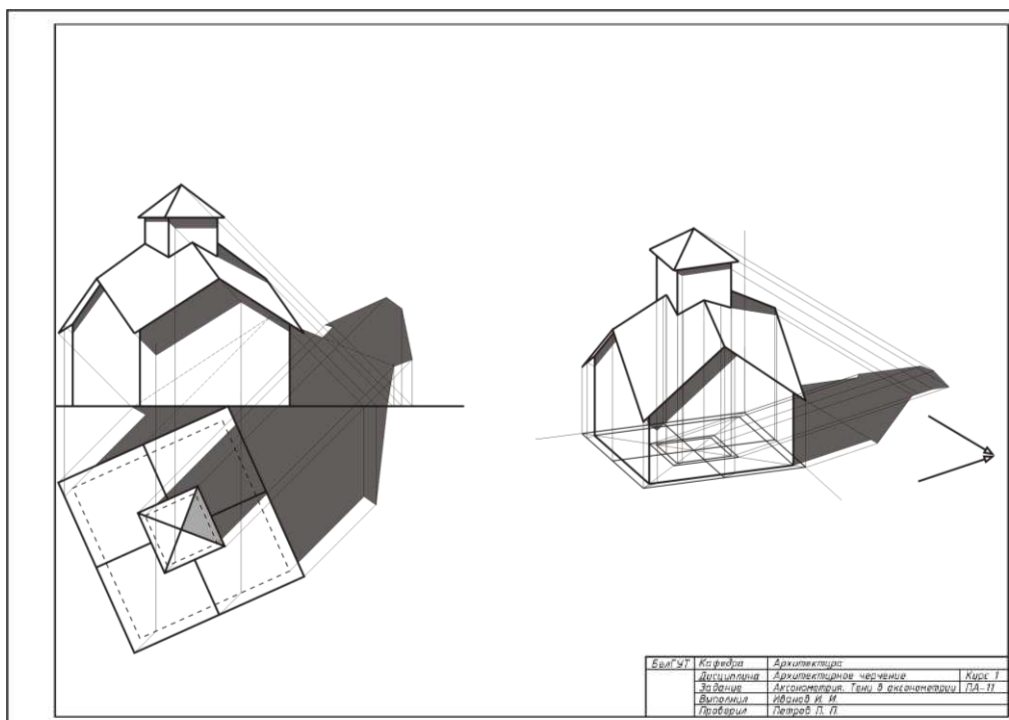 БелГУТ Кафедра Архитектура
Дисциплина Архитектурное черчение Курс 1
Задание Аксонометрия. Тени в аксонометрии ПА-11
Выполнил Иванов И. И.
Проверил Петров П. П.